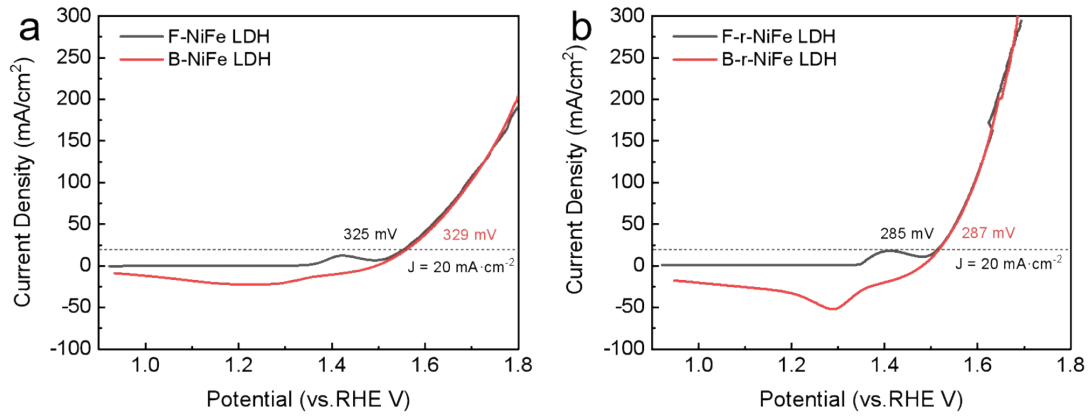 a
F-NiFe LDH
B-NiFe LDH
300
250
200
150
100
50
0
-50
-100
Current Density (mA/cm²)
325 mV
329 mV
J = 20 mA·cm⁻²
1.0
1.2
1.4
1.6
1.8
Potential (vs.RHE V)
b
F-r-NiFe LDH
B-r-NiFe LDH
300
250
200
150
100
50
0
-50
-100
Current Density (mA/cm²)
285 mV
287 mV
J = 20 mA·cm⁻²
1.0
1.2
1.4
1.6
1.8
Potential (vs.RHE V)